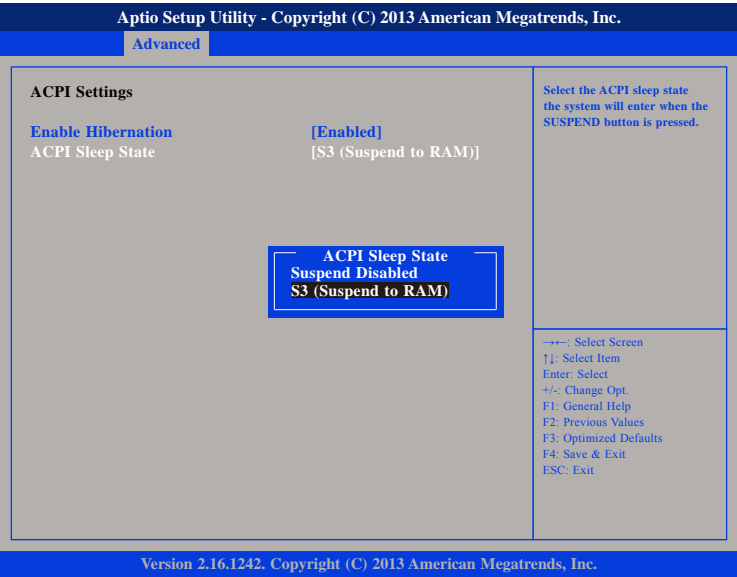 Aptio Setup Utility - Copyright (C) 2013 American Megatrends, Inc.
Advanced
ACPI Settings
Enable Hibernation [Enabled]
ACPI Sleep State [S3 (Suspend to RAM)]
ACPI Sleep State
Suspend Disabled
S3 (Suspend to RAM)
Select the ACPI sleep state
the system will enter when the
SUSPEND button is pressed.
→←: Select Screen
↑↓: Select Item
Enter: Select
+/-: Change Opt.
F1: General Help
F2: Previous Values
F3: Optimized Defaults
F4: Save & Exit
ESC: Exit
Version 2.16.1242. Copyright (C) 2013 American Megatrends, Inc.